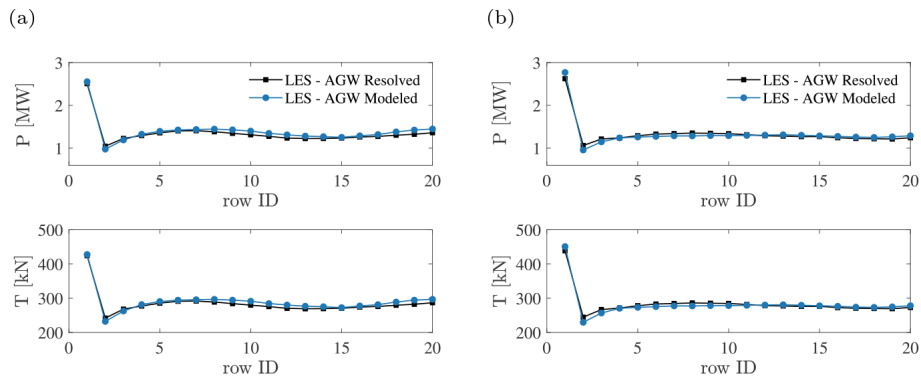 (a)
(b)
3
2
1
P [MW]
LES - AGW Resolved
LES - AGW Modeled
0 5 10 15 20
row ID
3
2
1
P [MW]
LES - AGW Resolved
LES - AGW Modeled
0 5 10 15 20
row ID
500
400
300
200
T [kN]
0 5 10 15 20
row ID
500
400
300
200
T [kN]
0 5 10 15 20
row ID